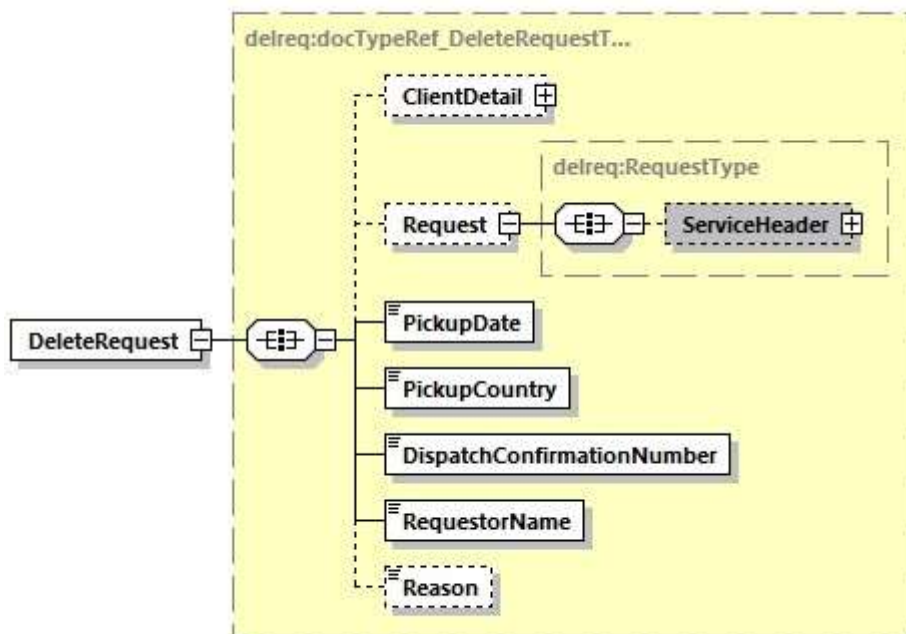 delreq:docTypeRef_DeleteRequestT...
ClientDetail
delreq:RequestType
Request
ServiceHeader
PickupDate
DeleteRequest
PickupCountry
DispatchConfirmationNumber
RequestorName
Reason